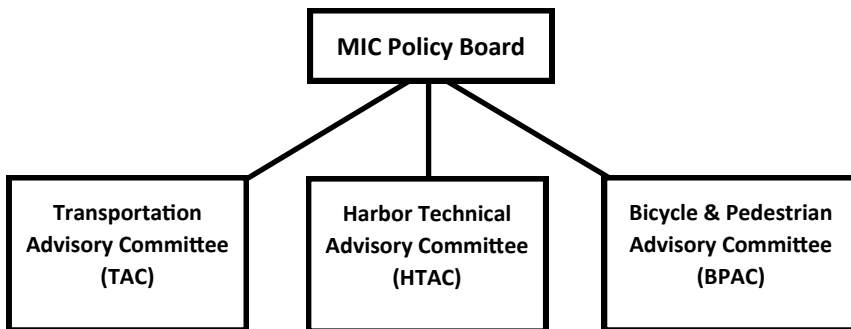 MIC Policy Board
Transportation
Advisory Committee
(TAC)
Harbor Technical
Advisory Committee
(HTAC)
Bicycle & Pedestrian
Advisory Committee
(BPAC)